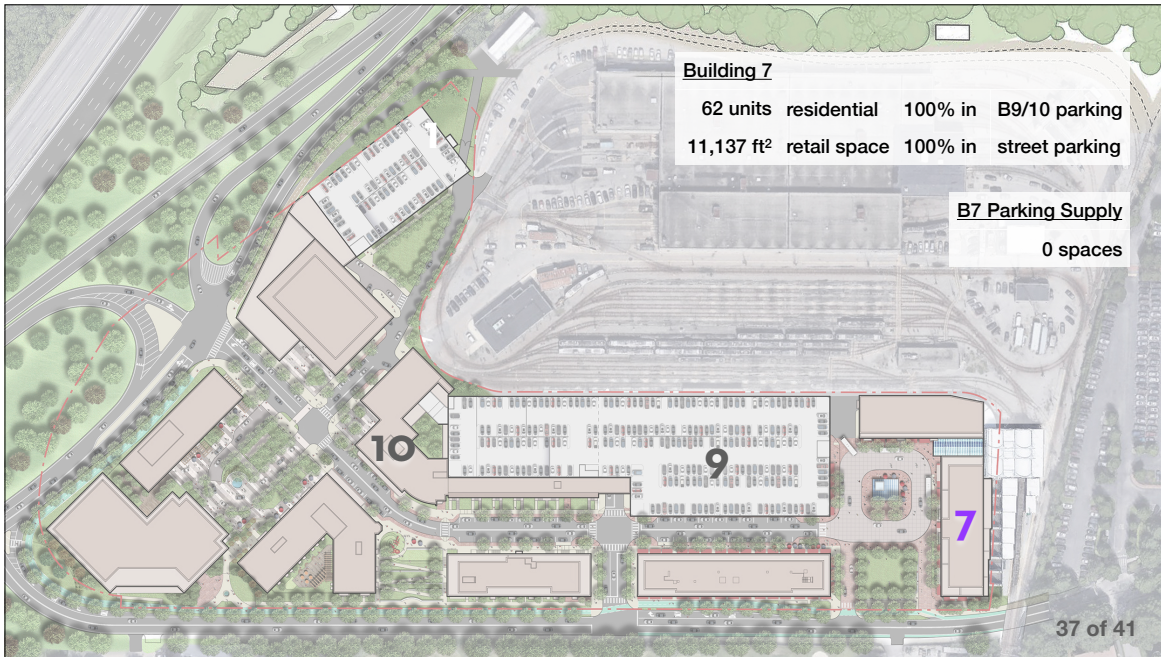 Building 7
62 units residential 100% in B9/10 parking
11,137 ft² retail space 100% in street parking
B7 Parking Supply
0 spaces
1
10
9
7
37 of 41